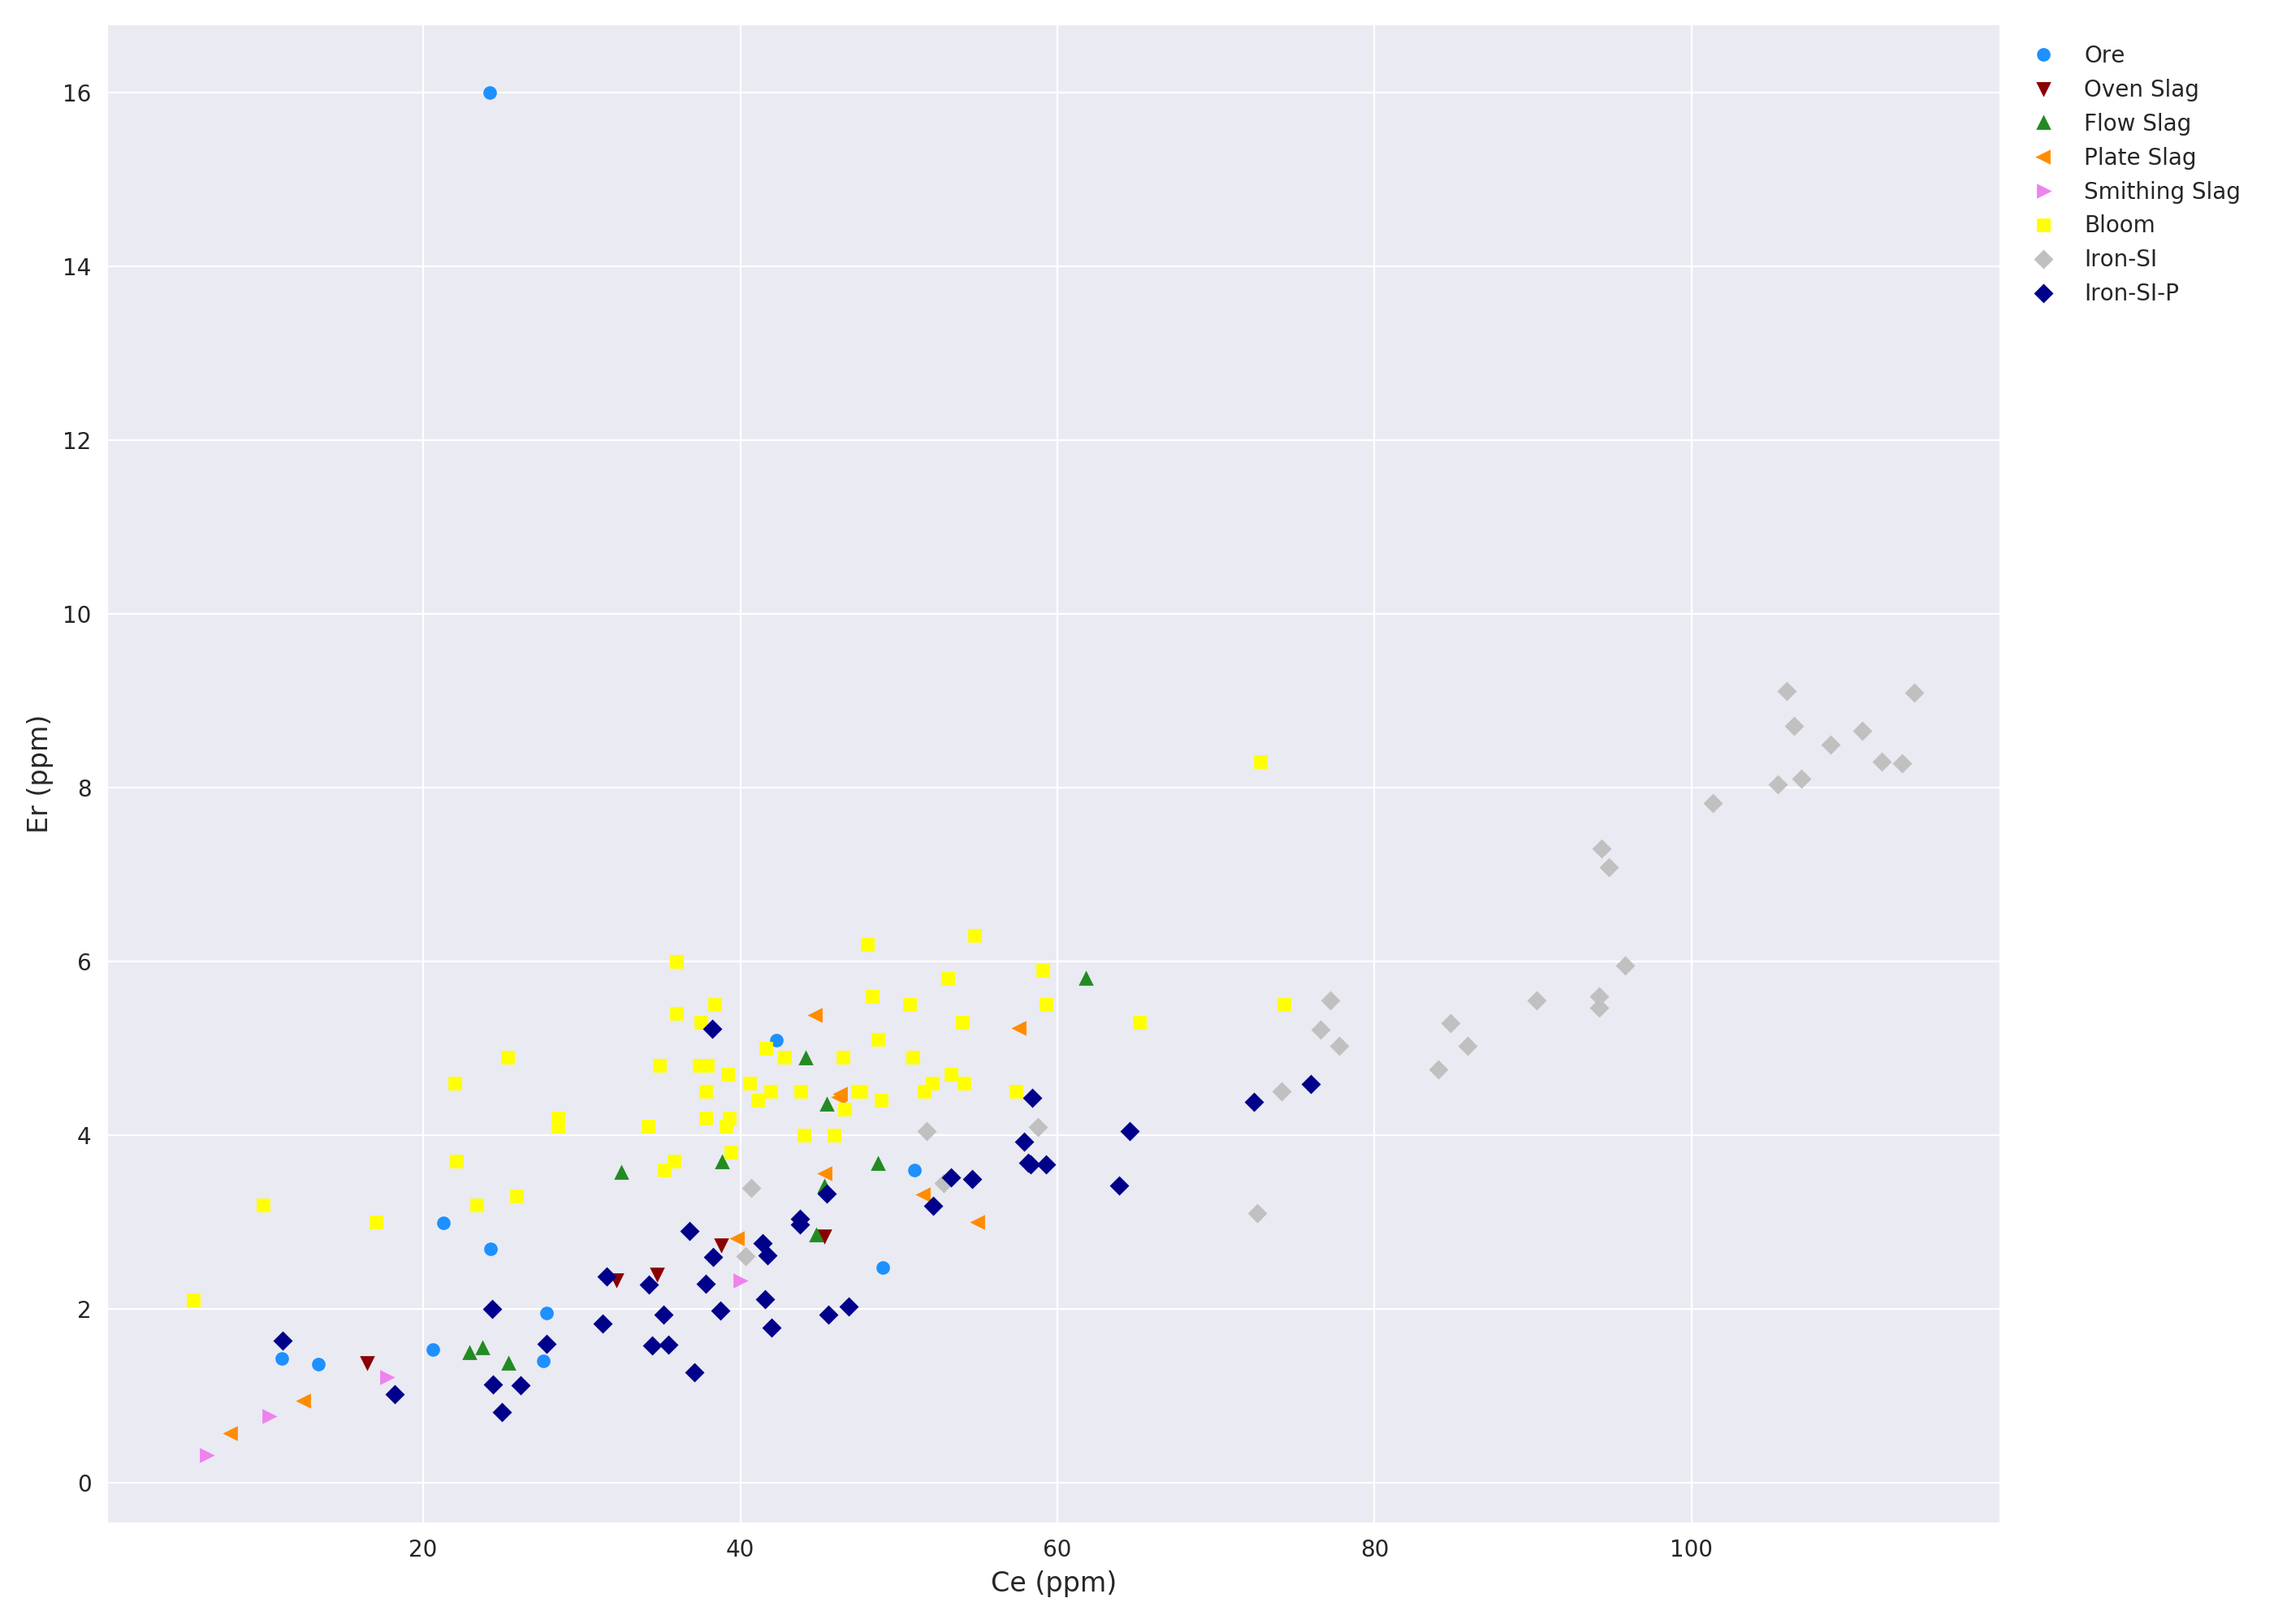 Ore
Oven Slag
Flow Slag
Plate Slag
Smithing Slag
Bloom
Iron-SI
Iron-SI-P
16
14
12
10
8
6
4
2
0
Er (ppm)
20 40 60 80 100
Ce (ppm)